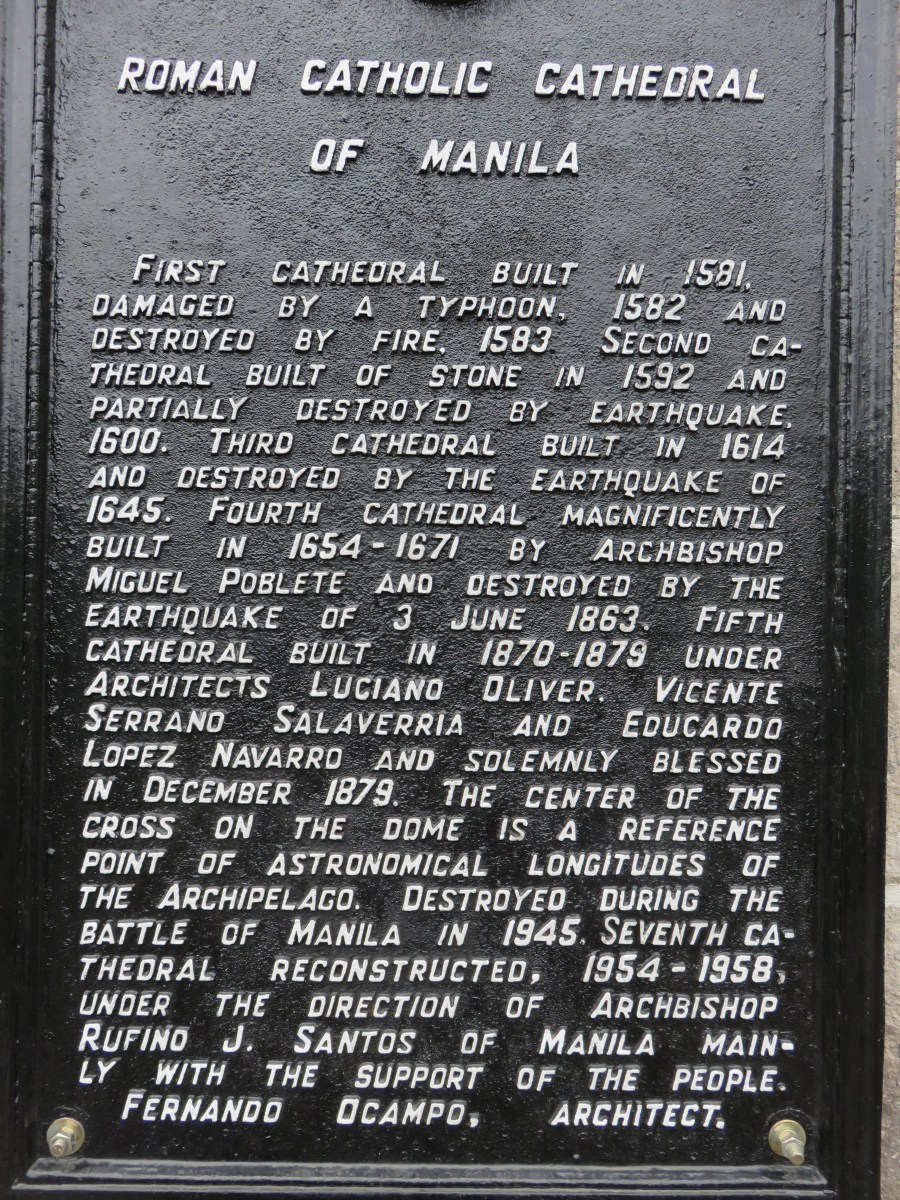 ROMAN CATHOLIC CATHEDRAL
OF MANILA
FIRST CATHEDRAL BUILT IN 1581,
DAMAGED BY A TYPHOON, 1582 AND
DESTROYED BY FIRE, 1583. SECOND CA-
THEDRAL BUILT OF STONE IN 1592 AND
PARTIALLY DESTROYED BY EARTHQUAKE,
1600. THIRD CATHEDRAL BUILT IN 1614
AND DESTROYED BY THE EARTHQUAKE OF
1645. FOURTH CATHEDRAL MAGNIFICENTLY
BUILT IN 1654-1671 BY ARCHBISHOP
MIGUEL POBLETE AND DESTROYED BY THE
EARTHQUAKE OF 3 JUNE 1863. FIFTH
CATHEDRAL BUILT IN 1870-1879 UNDER
ARCHITECTS LUCIANO OLIVER, VICENTE
SERRANO SALAVERRIA AND EDUCARDO
LOPEZ NAVARRO AND SOLEMNLY BLESSED
IN DECEMBER 1879. THE CENTER OF THE
CROSS ON THE DOME IS A REFERENCE
POINT OF ASTRONOMICAL LONGITUDES OF
THE ARCHIPELAGO. DESTROYED DURING THE
BATTLE OF MANILA IN 1945. SEVENTH CA-
THEDRAL RECONSTRUCTED, 1954-1958,
UNDER THE DIRECTION OF ARCHBISHOP
RUFINO J. SANTOS OF MANILA MAIN-
LY WITH THE SUPPORT OF THE PEOPLE.
FERNANDO OCAMPO, ARCHITECT.